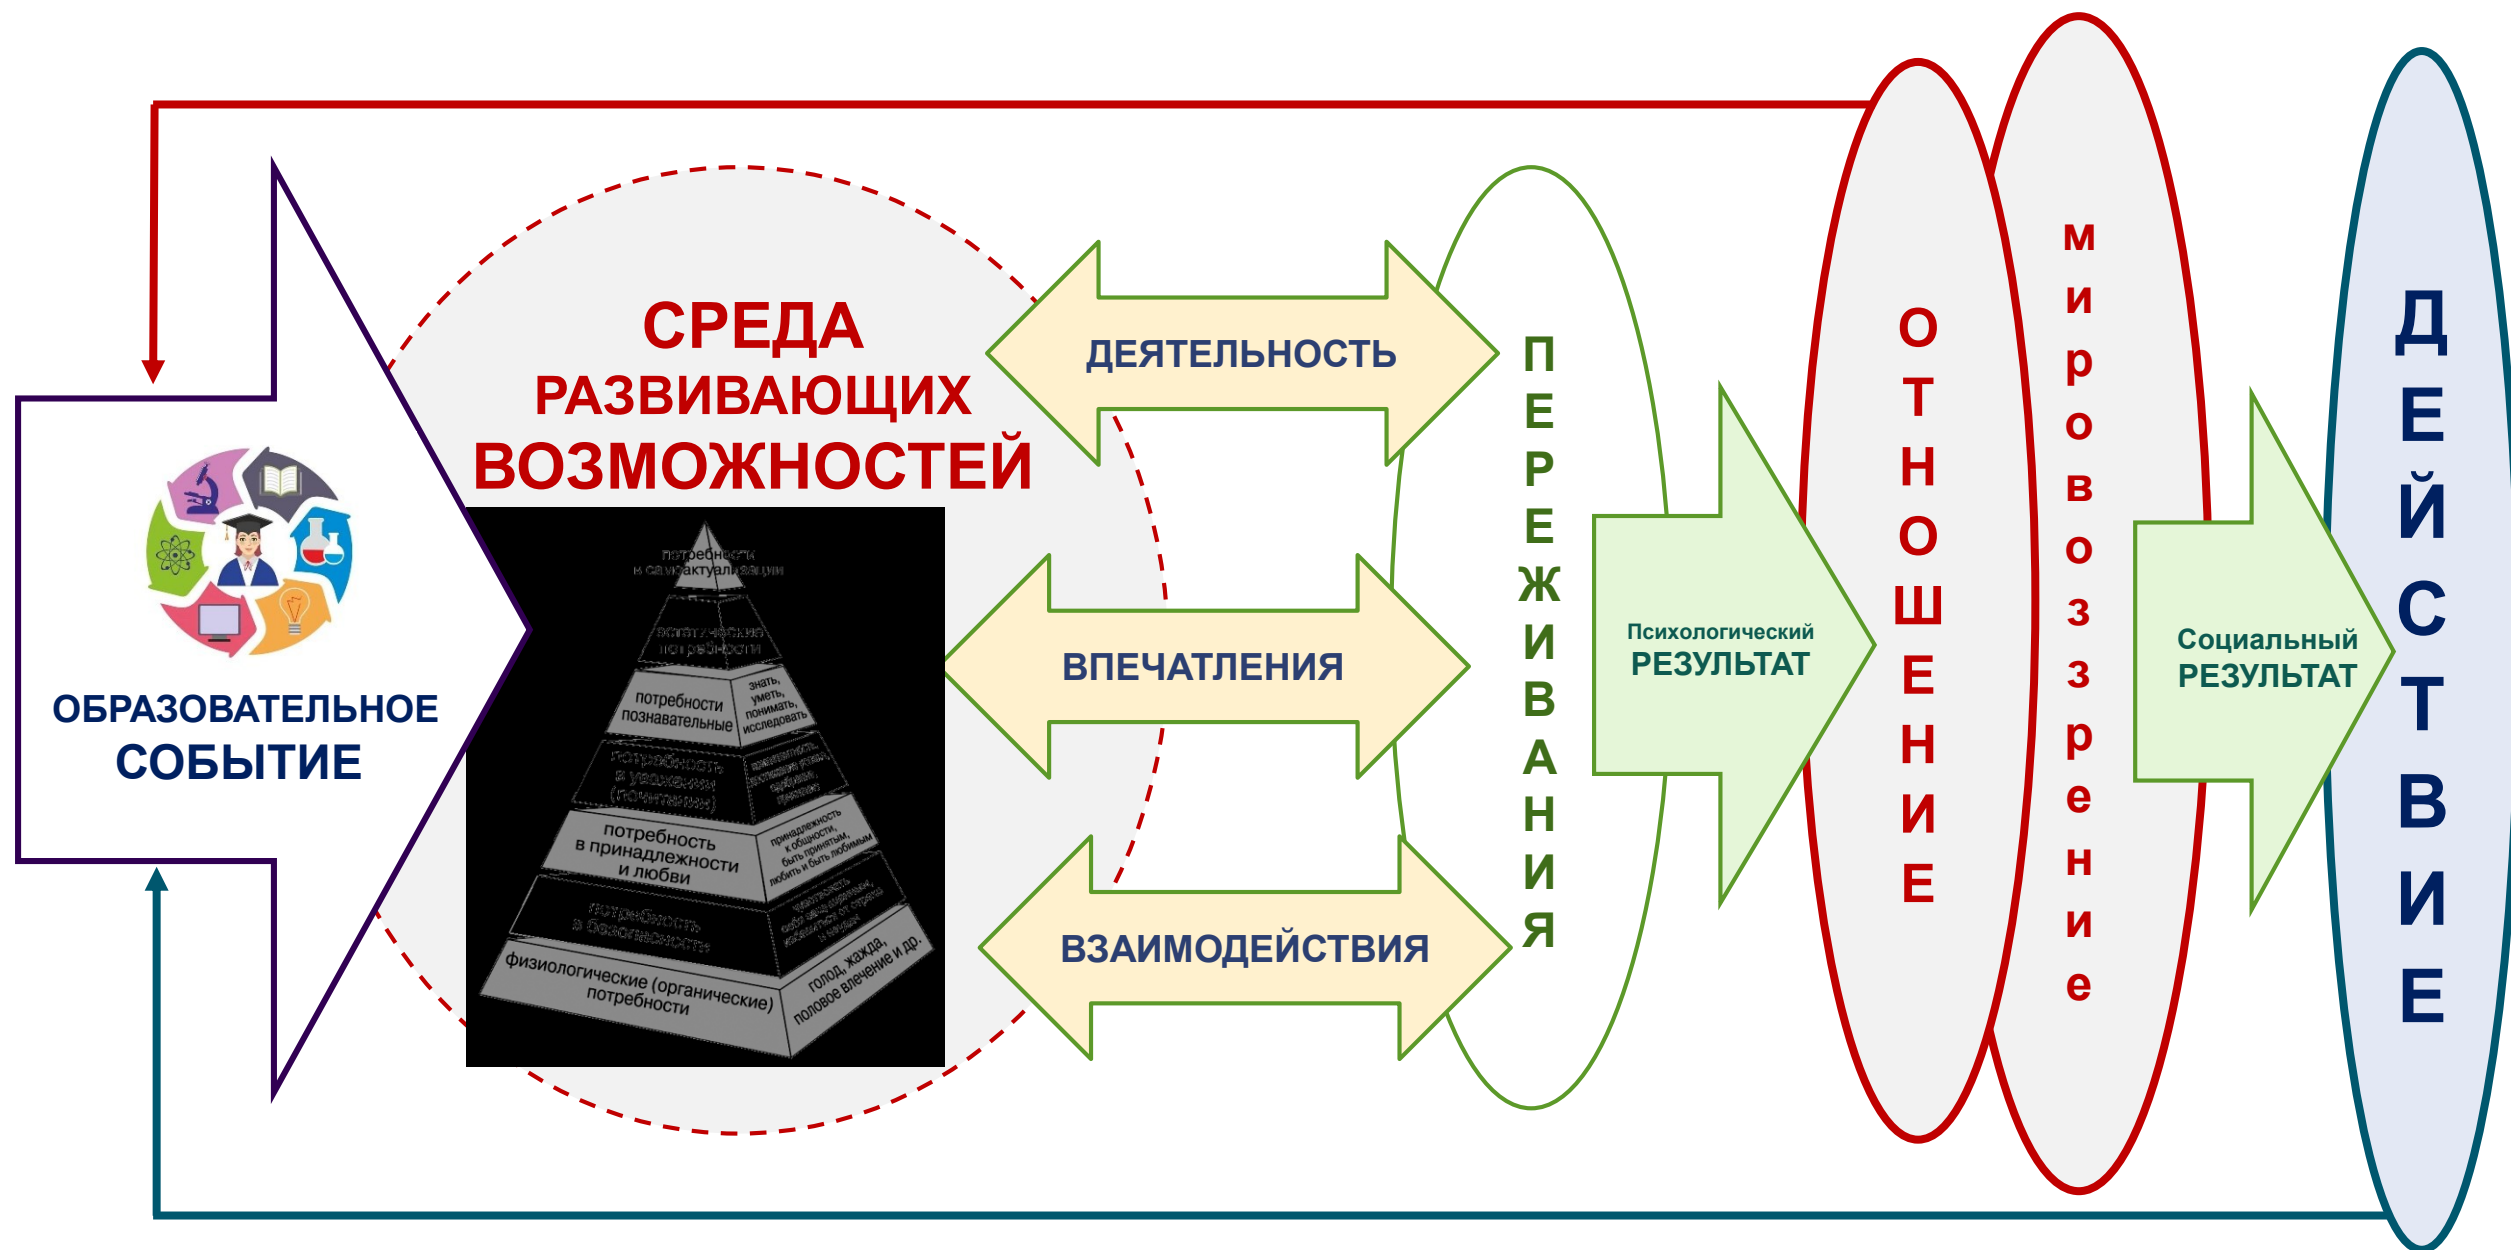 ОБРАЗОВАТЕЛЬНОЕ
СОБЫТИЕ
СРЕДА
РАЗВИВАЮЩИХ
ВОЗМОЖНОСТЕЙ
потребности
в самоактуализации
эстетические
потребности
потребности
познавательные
знать,
уметь,
понимать,
исследовать
потребность
в уважении
(почитании)
потребность
в принадлежности
и любви
принадлежность
к общности,
быть принятым,
любить и быть любимым
потребность
в безопасности
физиологические (органические)
потребности
голод, жажда,
половое влечение и др.
ДЕЯТЕЛЬНОСТЬ
ВПЕЧАТЛЕНИЯ
ВЗАИМОДЕЙСТВИЯ
ПЕРЕЖИВАНИЯ
Психологический
РЕЗУЛЬТАТ
ОТНОШЕНИЕ
мировоззрение
Социальный
РЕЗУЛЬТАТ
ДЕЙСТВИЕ